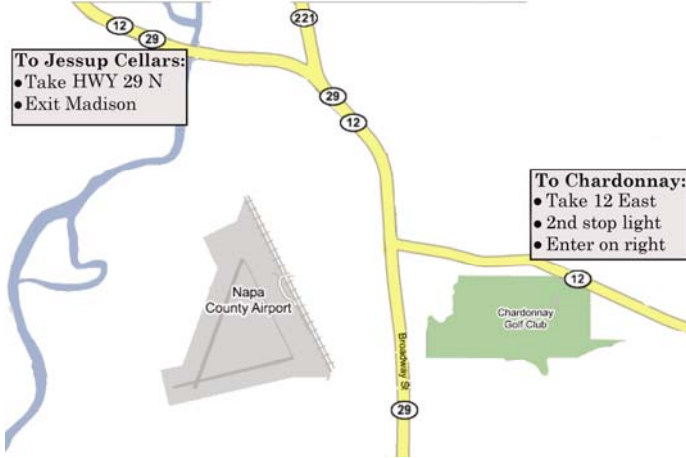 221
12
29
To Jessup Cellars:
• Take HWY 29 N
• Exit Madison
29
12
To Chardonnay:
• Take 12 East
• 2nd stop light
• Enter on right
12
Napa
County Airport
Chardonnay
Golf Club
Broadway St
29